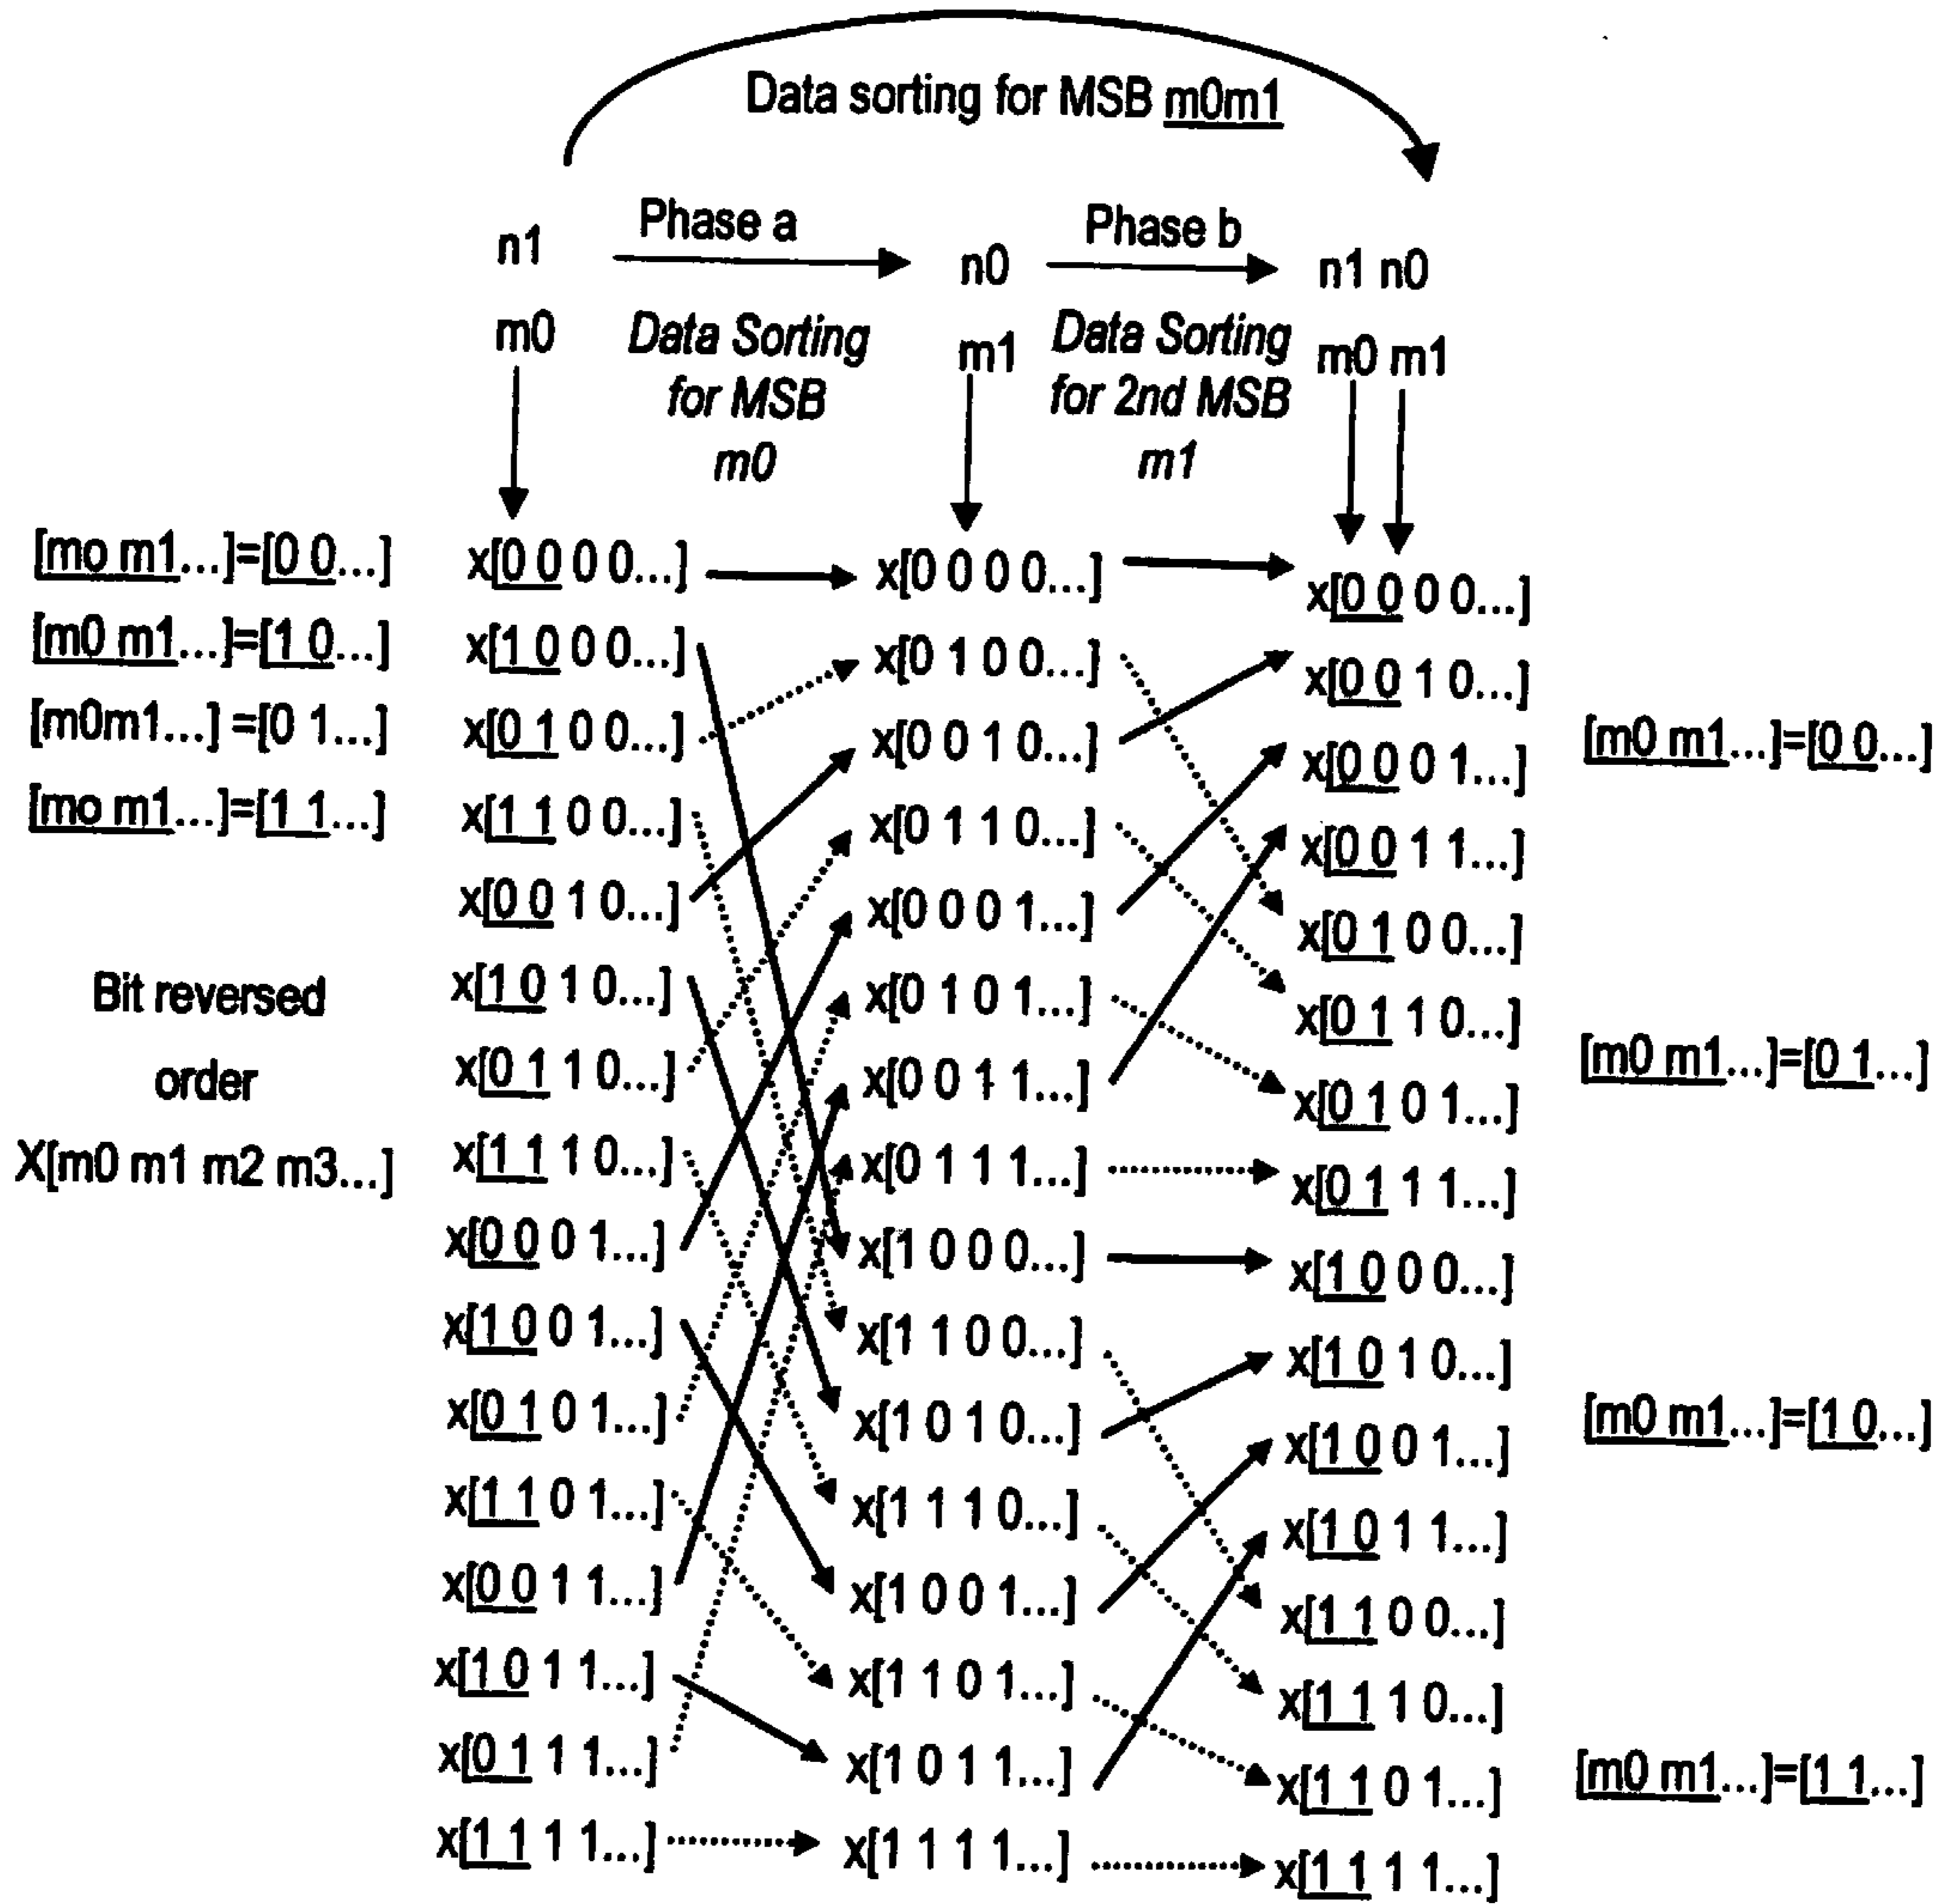 Data sorting for MSB m0m1
n1 Phase a n0 Phase b n1 n0
m0 Data Sorting m1 Data Sorting m0 m1
for MSB for 2nd MSB
m0 m1
[mo m1...]=[0 0...] x[0 0 0 0...] x[0 0 0 0...] x[0 0 0 0...]
[m0 m1...]=[1 0...] x[1 0 0 0...] x[0 1 0 0...] x[0 0 1 0...]
[m0m1...] =[0 1...] x[0 1 0 0...] x[0 0 1 0...] x[0 0 0 1...] [m0 m1...]=[0 0...]
[mo m1...]=[1 1...] x[1 1 0 0...] x[0 1 1 0...] x[0 0 1 1...]
x[0 0 1 0...] x[0 0 0 1...] x[0 1 0 0...]
Bit reversed x[1 0 1 0...] x[0 1 0 1...] x[0 1 1 0...]
order x[0 1 1 0...] x[0 0 1 1...] x[0 1 0 1...] [m0 m1...]=[0 1...]
X[m0 m1 m2 m3...] x[1 1 1 0...] x[0 1 1 1...] x[0 1 1 1...]
x[0 0 0 1...] x[1 0 0 0...] x[1 0 0 0...]
x[1 0 0 1...] x[1 1 0 0...] x[1 0 1 0...]
x[0 1 0 1...] x[1 0 1 0...] x[1 0 0 1...] [m0 m1...]=[1 0...]
x[1 1 0 1...] x[1 1 1 0...] x[1 0 1 1...]
x[0 0 1 1...] x[1 0 0 1...] x[1 1 0 0...]
x[1 0 1 1...] x[1 1 0 1...] x[1 1 1 0...]
x[0 1 1 1...] x[1 0 1 1...] x[1 1 0 1...] [m0 m1...]=[1 1...]
x[1 1 1 1...] x[1 1 1 1...] x[1 1 1 1...]